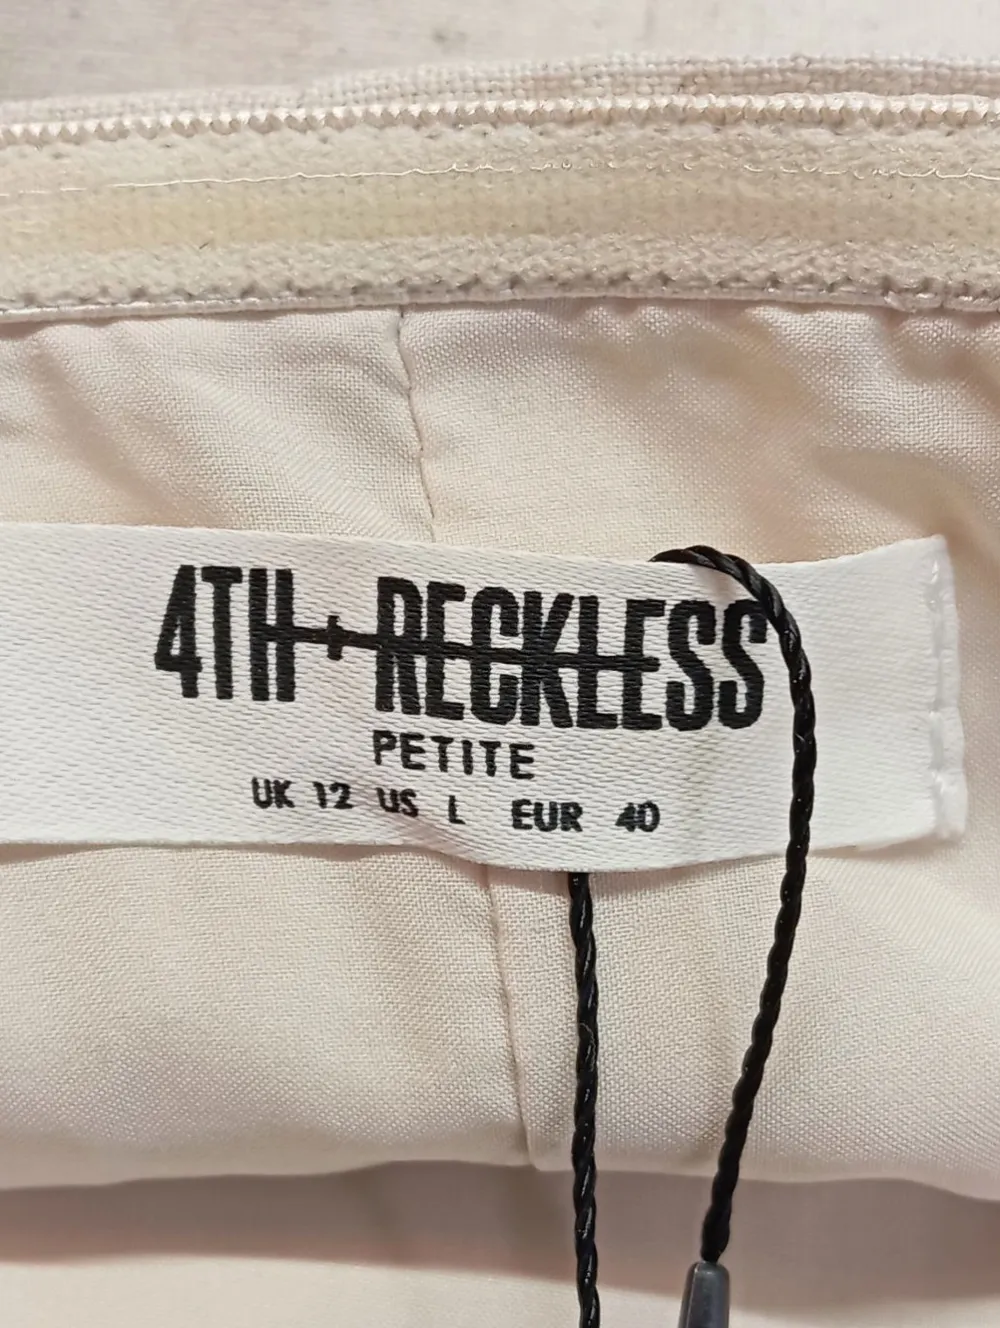 4TH + RECKLESS
PETITE
UK 12 US L EUR 40